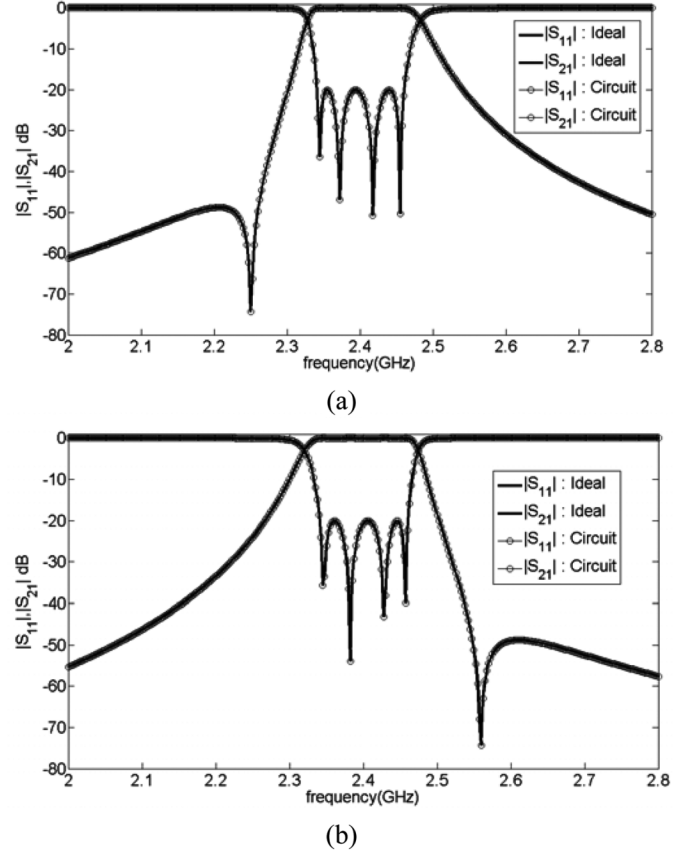 0
-10
-20
-30
-40
-50
-60
-70
-80
|S11|,|S21| dB
|S11| : Ideal
|S21| : Ideal
|S11| : Circuit
|S21| : Circuit
2 2.1 2.2 2.3 2.4 2.5 2.6 2.7 2.8
frequency(GHz)
(a)
0
-10
-20
-30
-40
-50
-60
-70
-80
|S11|,|S21| dB
|S11| : Ideal
|S21| : Ideal
|S11| : Circuit
|S21| : Circuit
2 2.1 2.2 2.3 2.4 2.5 2.6 2.7 2.8
frequency(GHz)
(b)